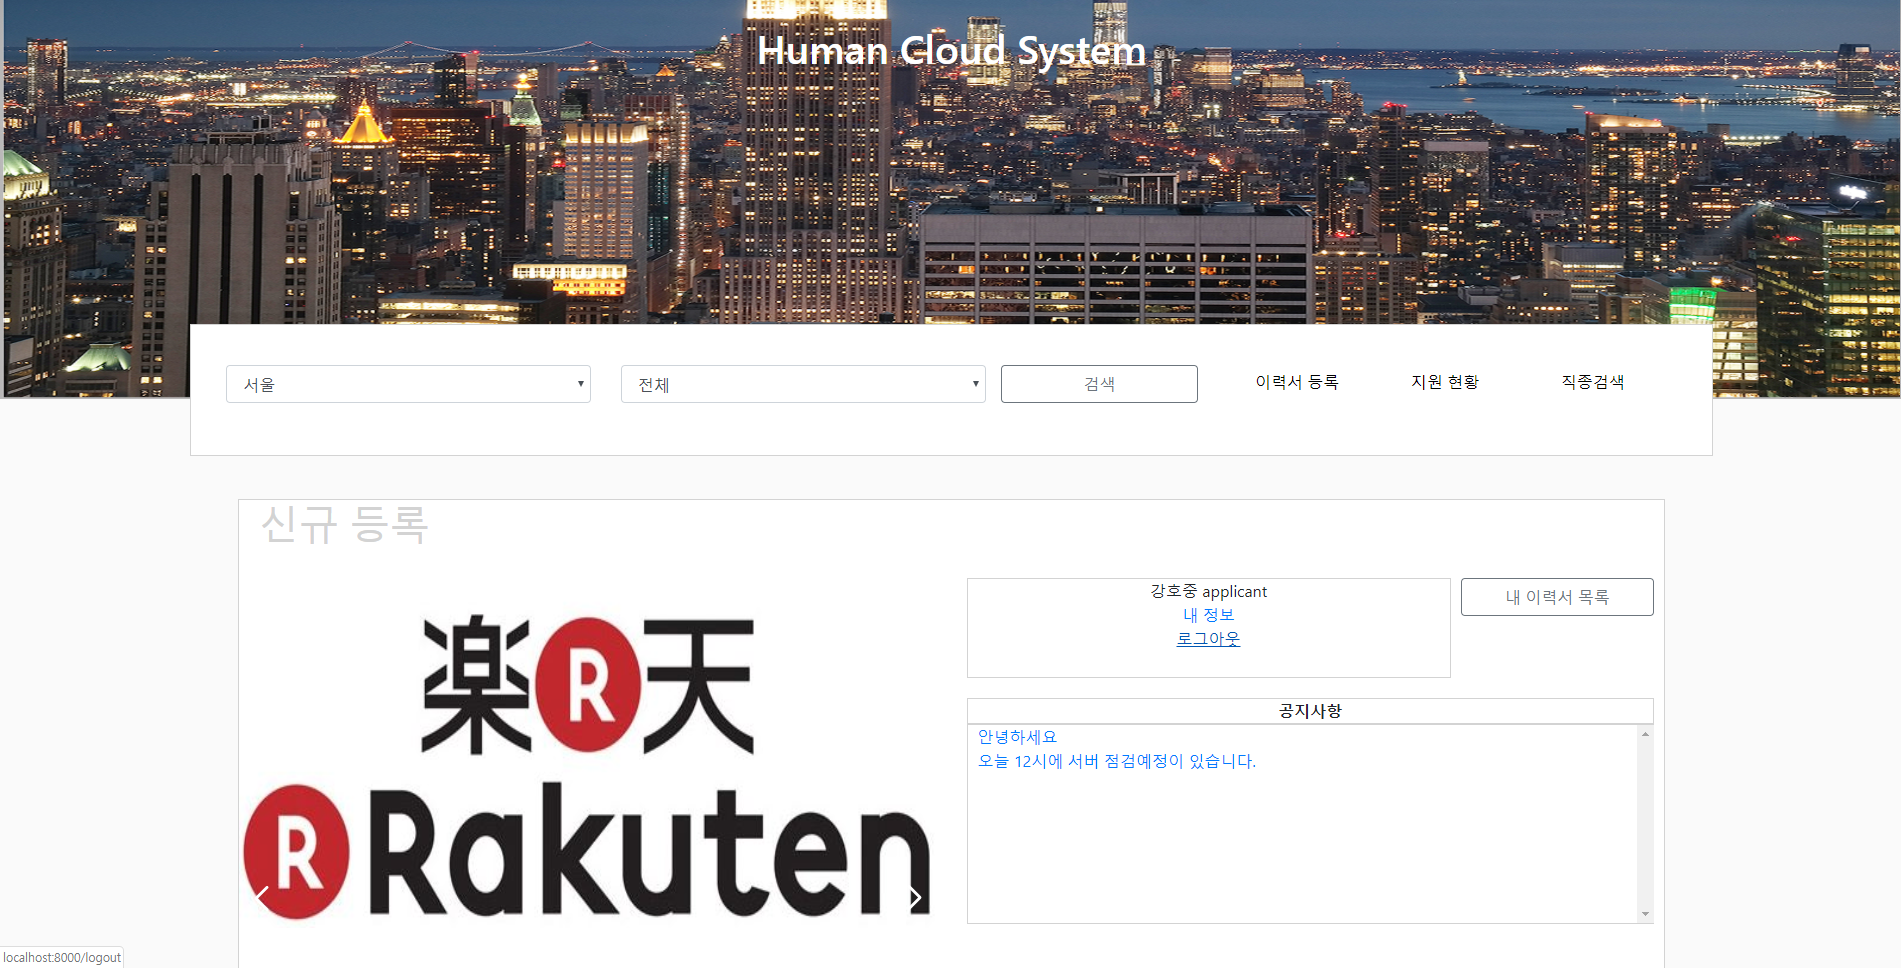 Human Cloud System
서울
전체
검색
이력서 등록
지원 현황
직종검색
신규 등록
楽R天
R Rakuten
강호중 applicant
내 정보
로그아웃
내 이력서 목록
공지사항
안녕하세요
오늘 12시에 서버 점검예정이 있습니다.
localhost:8000/logout